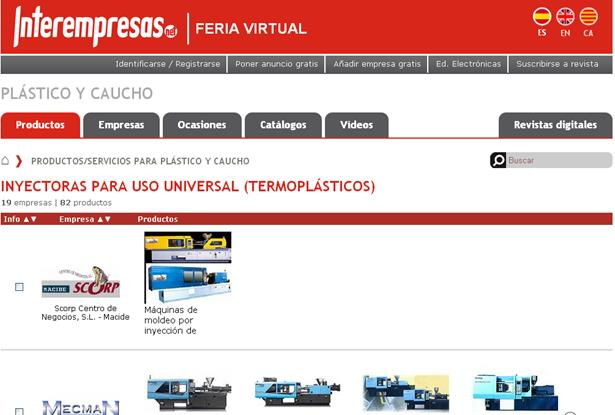 Interempresas.net
FERIA VIRTUAL
ES EN CA
Identificarse / Registrarse
Poner anuncio gratis
Añadir empresa gratis
Ed. Electrónicas
Suscribirse a revista
PLÁSTICO Y CAUCHO
Productos
Empresas
Ocasiones
Catálogos
Vídeos
Revistas digitales
PRODUCTOS/SERVICIOS PARA PLÁSTICO Y CAUCHO
Buscar
INYECTORAS PARA USO UNIVERSAL (TERMOPLÁSTICOS)
19 empresas | 82 productos
Info ▲▼ Empresa ▲▼ Productos
MACIDE SCORP
Scorp Centro de
Negocios, S.L. - Macide
Máquinas de
moldeo por
inyección de
MECMAN